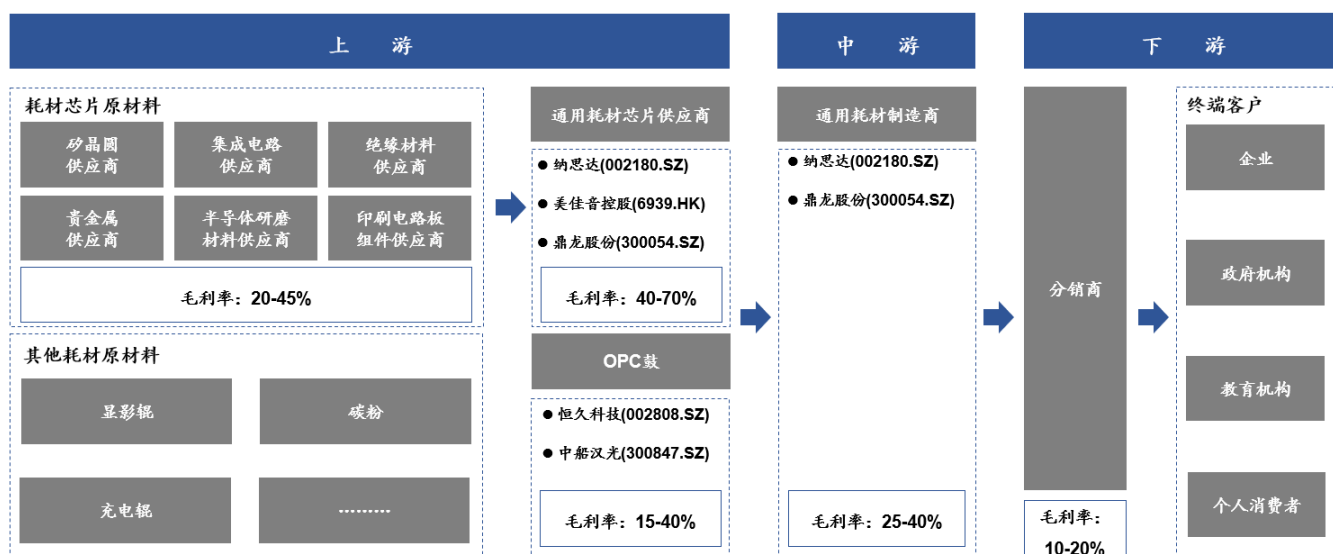 上 游
中 游
下 游
耗材芯片原材料
矽晶圆
供应商
集成电路
供应商
绝缘材料
供应商
贵金属
供应商
半导体研磨
材料供应商
印刷电路板
组件供应商
毛利率：20-45%
其他耗材原材料
显影辊
碳粉
充电辊
………
通用耗材芯片供应商
● 纳思达(002180.SZ)
● 美佳音控股(6939.HK)
● 鼎龙股份(300054.SZ)
毛利率：40-70%
OPC鼓
● 恒久科技(002808.SZ)
● 中船汉光(300847.SZ)
毛利率：15-40%
通用耗材制造商
● 纳思达(002180.SZ)
● 鼎龙股份(300054.SZ)
毛利率：25-40%
分销商
毛利率：
10-20%
终端客户
企业
政府机构
教育机构
个人消费者